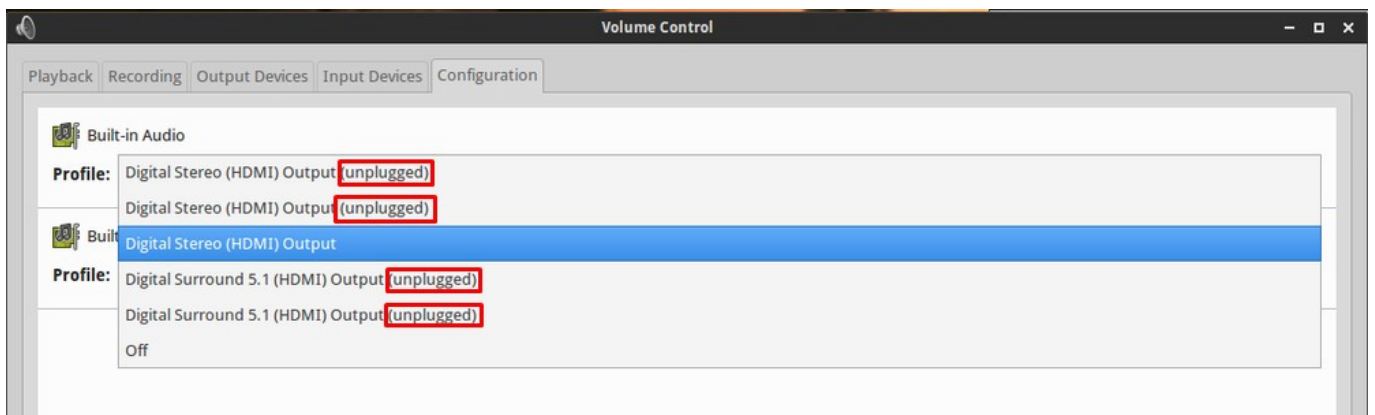 Volume Control
Playback Recording Output Devices Input Devices Configuration
Built-in Audio
Profile: Digital Stereo (HDMI) Output (unplugged)
Digital Stereo (HDMI) Output (unplugged)
Built
Digital Stereo (HDMI) Output
Profile: Digital Surround 5.1 (HDMI) Output (unplugged)
Digital Surround 5.1 (HDMI) Output (unplugged)
Off